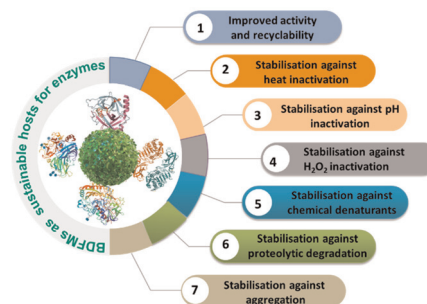 BDFMs as sustainable hosts for enzymes
1
Improved activity
and recyclability
2
Stabilisation against
heat inactivation
3
Stabilisation against pH
inactivation
4
Stabilisation against
H₂O₂ inactivation
5
Stabilisation against
chemical denaturants
6
Stabilisation against
proteolytic degradation
7
Stabilisation against
aggregation